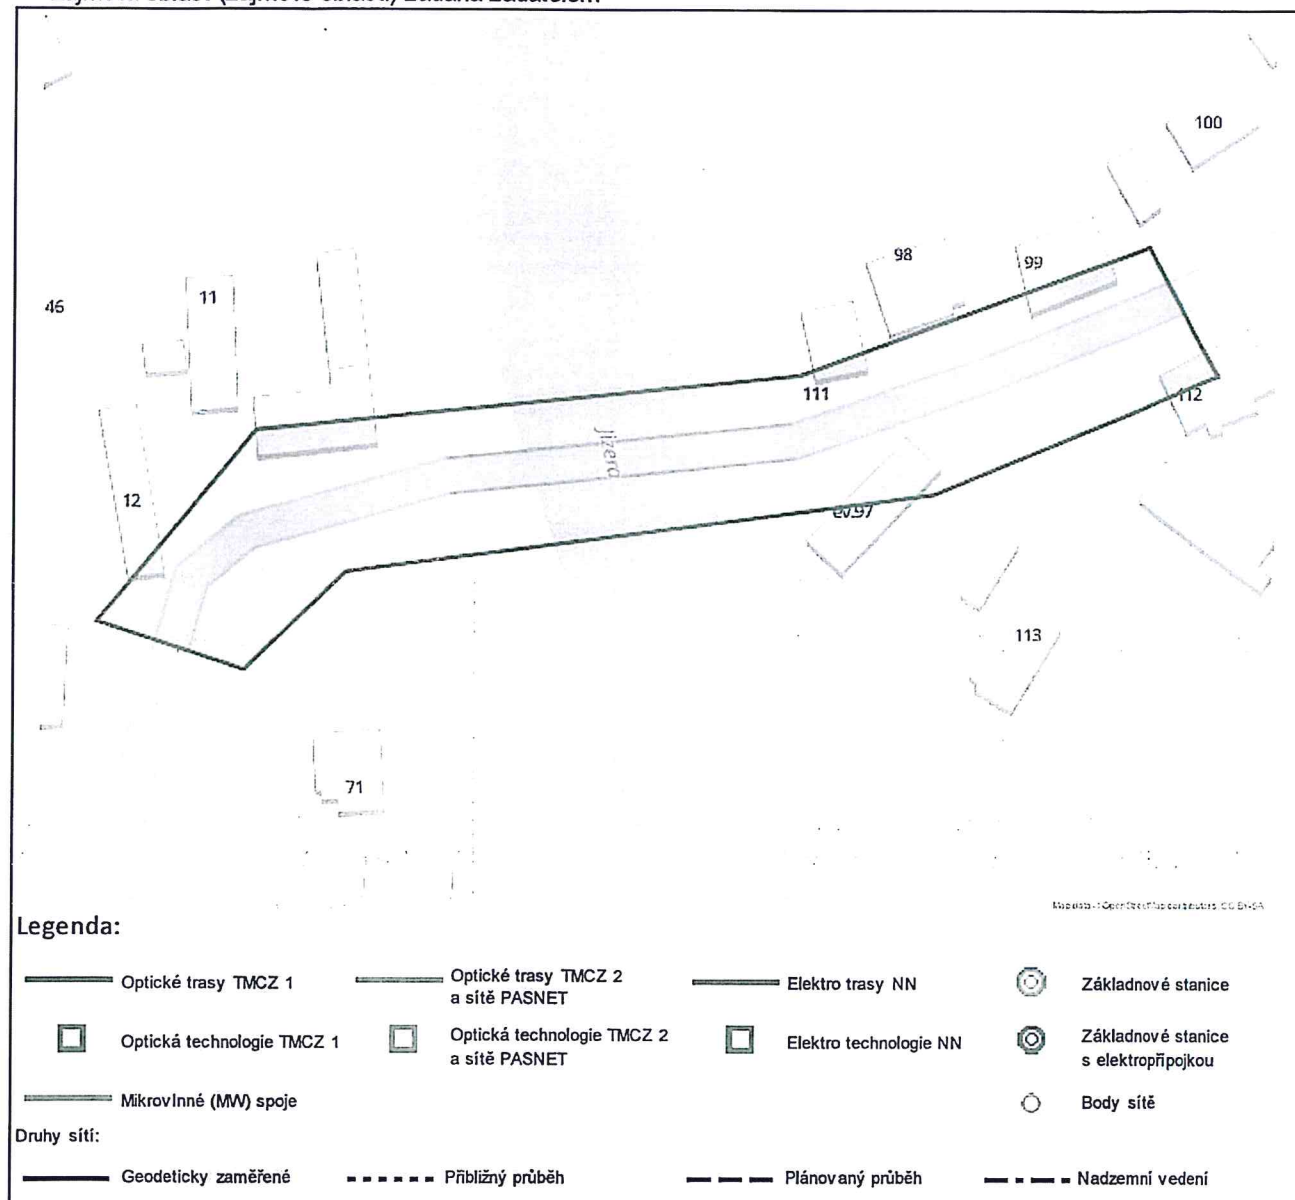 100
98
99
46
11
111
112
Jizera
12
ev.97
113
71
Legenda:
Optické trasy TMCZ 1
Optické trasy TMCZ 2
a sítě PASNET
Elektro trasy NN
Základnové stanice
Optická technologie TMCZ 1
Optická technologie TMCZ 2
a sítě PASNET
Elektro technologie NN
Základnové stanice
s elektropřípojkou
Mikrovlnné (MW) spoje
Body sítě
Druhy sítí:
Geodeticky zaměřené
Přibližný průběh
Plánovaný průběh
Nadzemní vedení